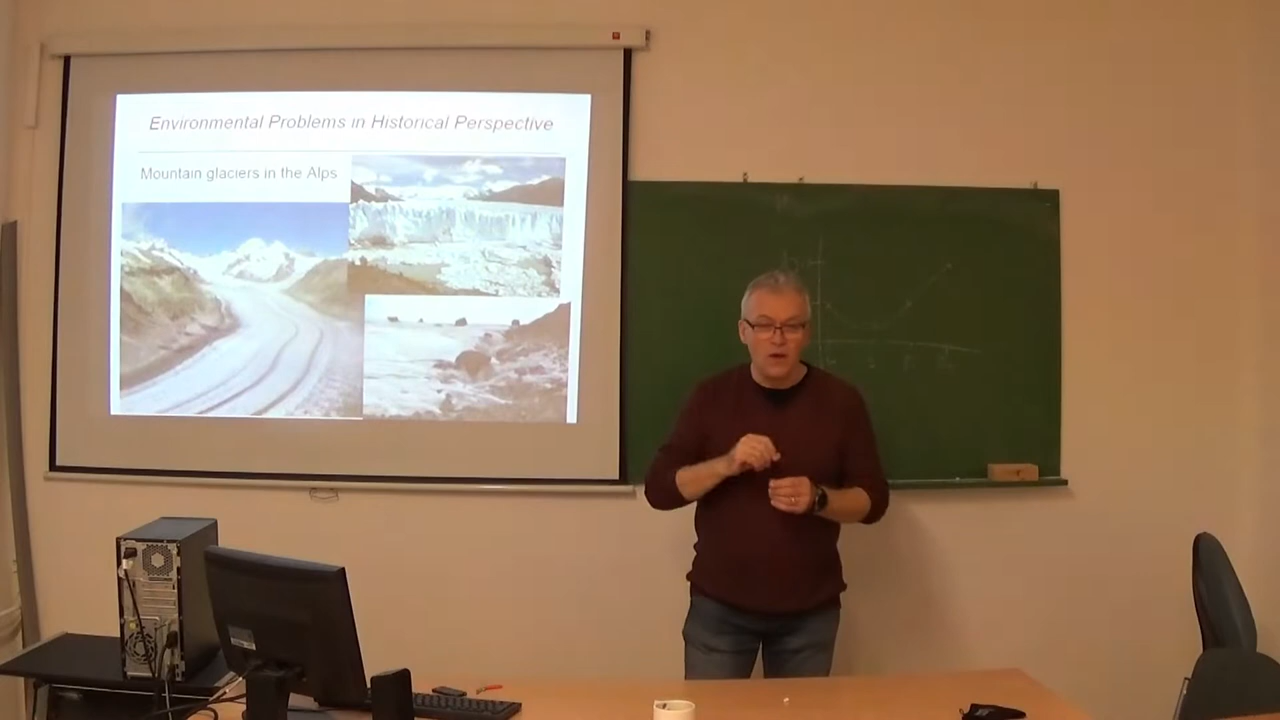 Environmental Problems in Historical Perspective
Mountain glaciers in the Alps